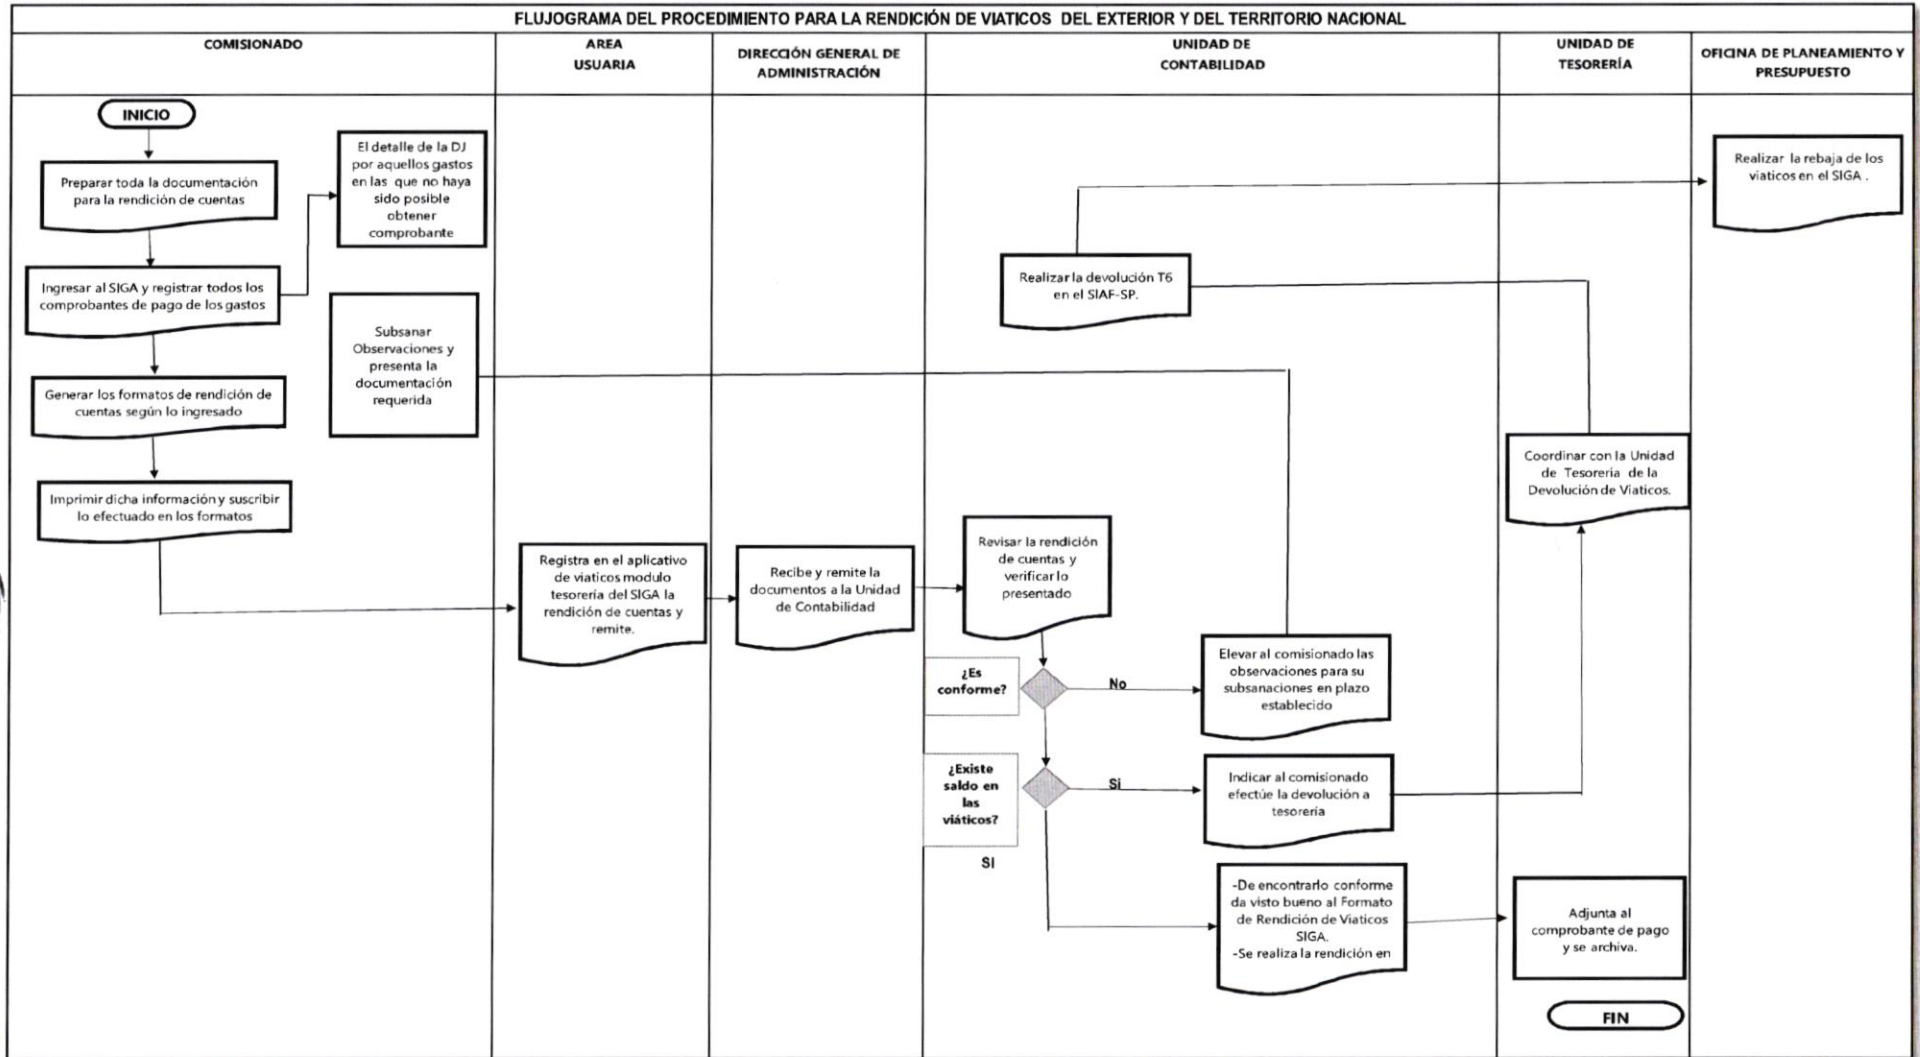 FLUJOGRAMA DEL PROCEDIMIENTO PARA LA RENDICIÓN DE VIATICOS DEL EXTERIOR Y DEL TERRITORIO NACIONAL
COMISIONADO
AREA
USUARIA
DIRECCIÓN GENERAL DE
ADMINISTRACIÓN
UNIDAD DE
CONTABILIDAD
UNIDAD DE
TESORERÍA
OFICINA DE PLANEAMIENTO Y
PRESUPUESTO
INICIO
Preparar toda la documentación
para la rendición de cuentas
El detalle de la DJ
por aquellos gastos
en las que no haya
sido posible
obtener
comprobante
Ingresar al SIGA y registrar todos los
comprobantes de pago de los gastos
Subsanar
Observaciones y
presenta la
documentación
requerida
Generar los formatos de rendición de
cuentas según lo ingresado
Imprimir dicha información y suscribir
lo efectuado en los formatos
Registra en el aplicativo
de viaticos modulo
tesorería del SIGA la
rendición de cuentas y
remite.
Recibe y remite la
documentos a la Unidad
de Contabilidad
Revisar la rendición
de cuentas y
verificar lo
presentado
¿Es
conforme?
No
Elevar al comisionado las
observaciones para su
subsanaciones en plazo
establecido
¿Existe
saldo en
las
viáticos?
Si
Indicar al comisionado
efectúe la devolución a
tesorería
SI
-De encontrarlo conforme
da visto bueno al Formato
de Rendición de Viaticos
SIGA.
-Se realiza la rendición en
Realizar la devolución T6
en el SIAF-SP.
Coordinar con la Unidad
de Tesoreria de la
Devolución de Viaticos.
Adjunta al
comprobante de pago
y se archiva.
FIN
Realizar la rebaja de los
viaticos en el SIGA .